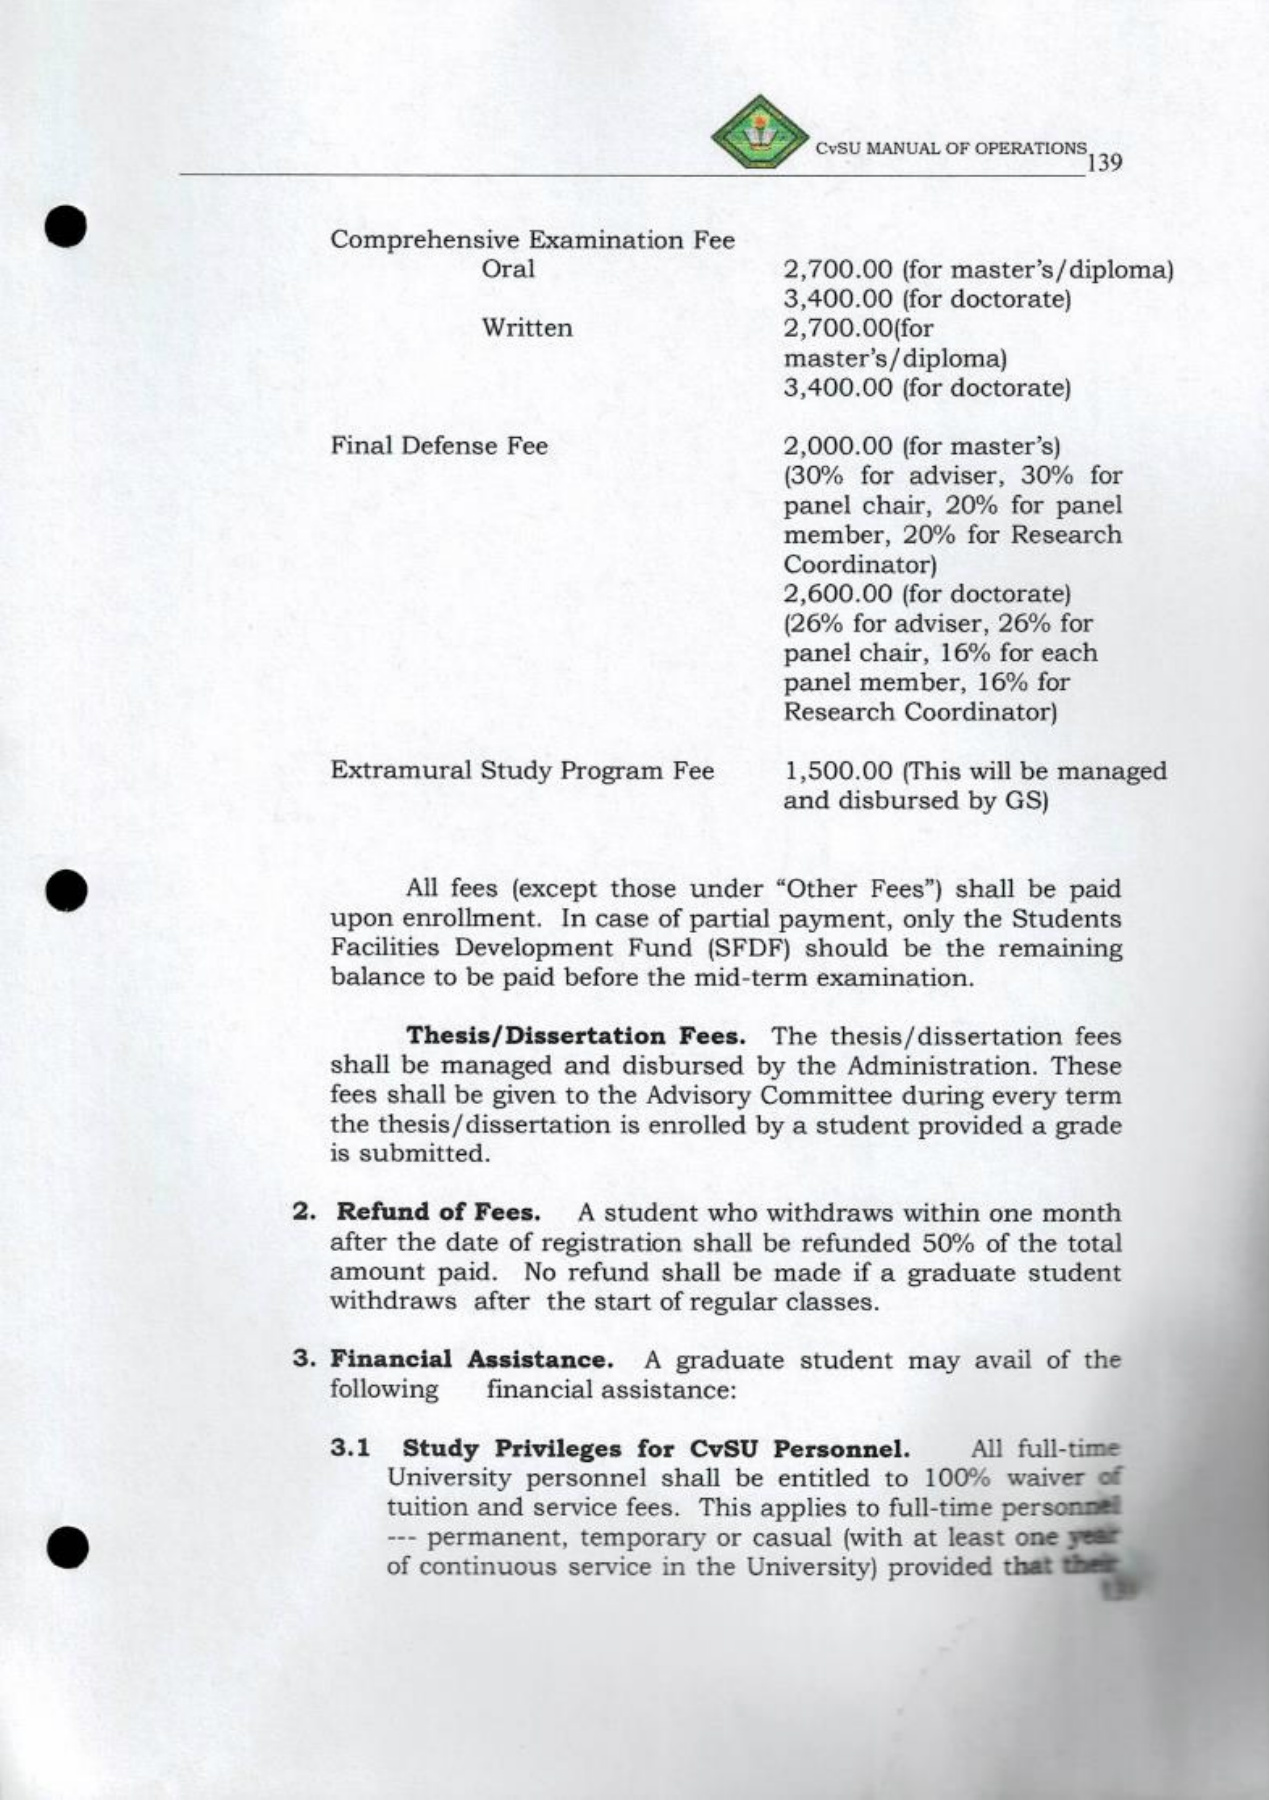 CvSU MANUAL OF OPERATIONS
139
Comprehensive Examination Fee
Oral 2,700.00 (for master's/diploma)
3,400.00 (for doctorate)
Written 2,700.00(for
master's/diploma)
3,400.00 (for doctorate)
Final Defense Fee 2,000.00 (for master's)
(30% for adviser, 30% for
panel chair, 20% for panel
member, 20% for Research
Coordinator)
2,600.00 (for doctorate)
(26% for adviser, 26% for
panel chair, 16% for each
panel member, 16% for
Research Coordinator)
Extramural Study Program Fee 1,500.00 (This will be managed
and disbursed by GS)
All fees (except those under “Other Fees”) shall be paid
upon enrollment. In case of partial payment, only the Students
Facilities Development Fund (SFDF) should be the remaining
balance to be paid before the mid-term examination.
Thesis/Dissertation Fees. The thesis/dissertation fees
shall be managed and disbursed by the Administration. These
fees shall be given to the Advisory Committee during every term
the thesis/dissertation is enrolled by a student provided a grade
is submitted.
2. Refund of Fees. A student who withdraws within one month
after the date of registration shall be refunded 50% of the total
amount paid. No refund shall be made if a graduate student
withdraws after the start of regular classes.
3. Financial Assistance. A graduate student may avail of the
following financial assistance:
3.1 Study Privileges for CvSU Personnel. All full-time
University personnel shall be entitled to 100% waiver of
tuition and service fees. This applies to full-time personnel
--- permanent, temporary or casual (with at least one year
of continuous service in the University) provided that their